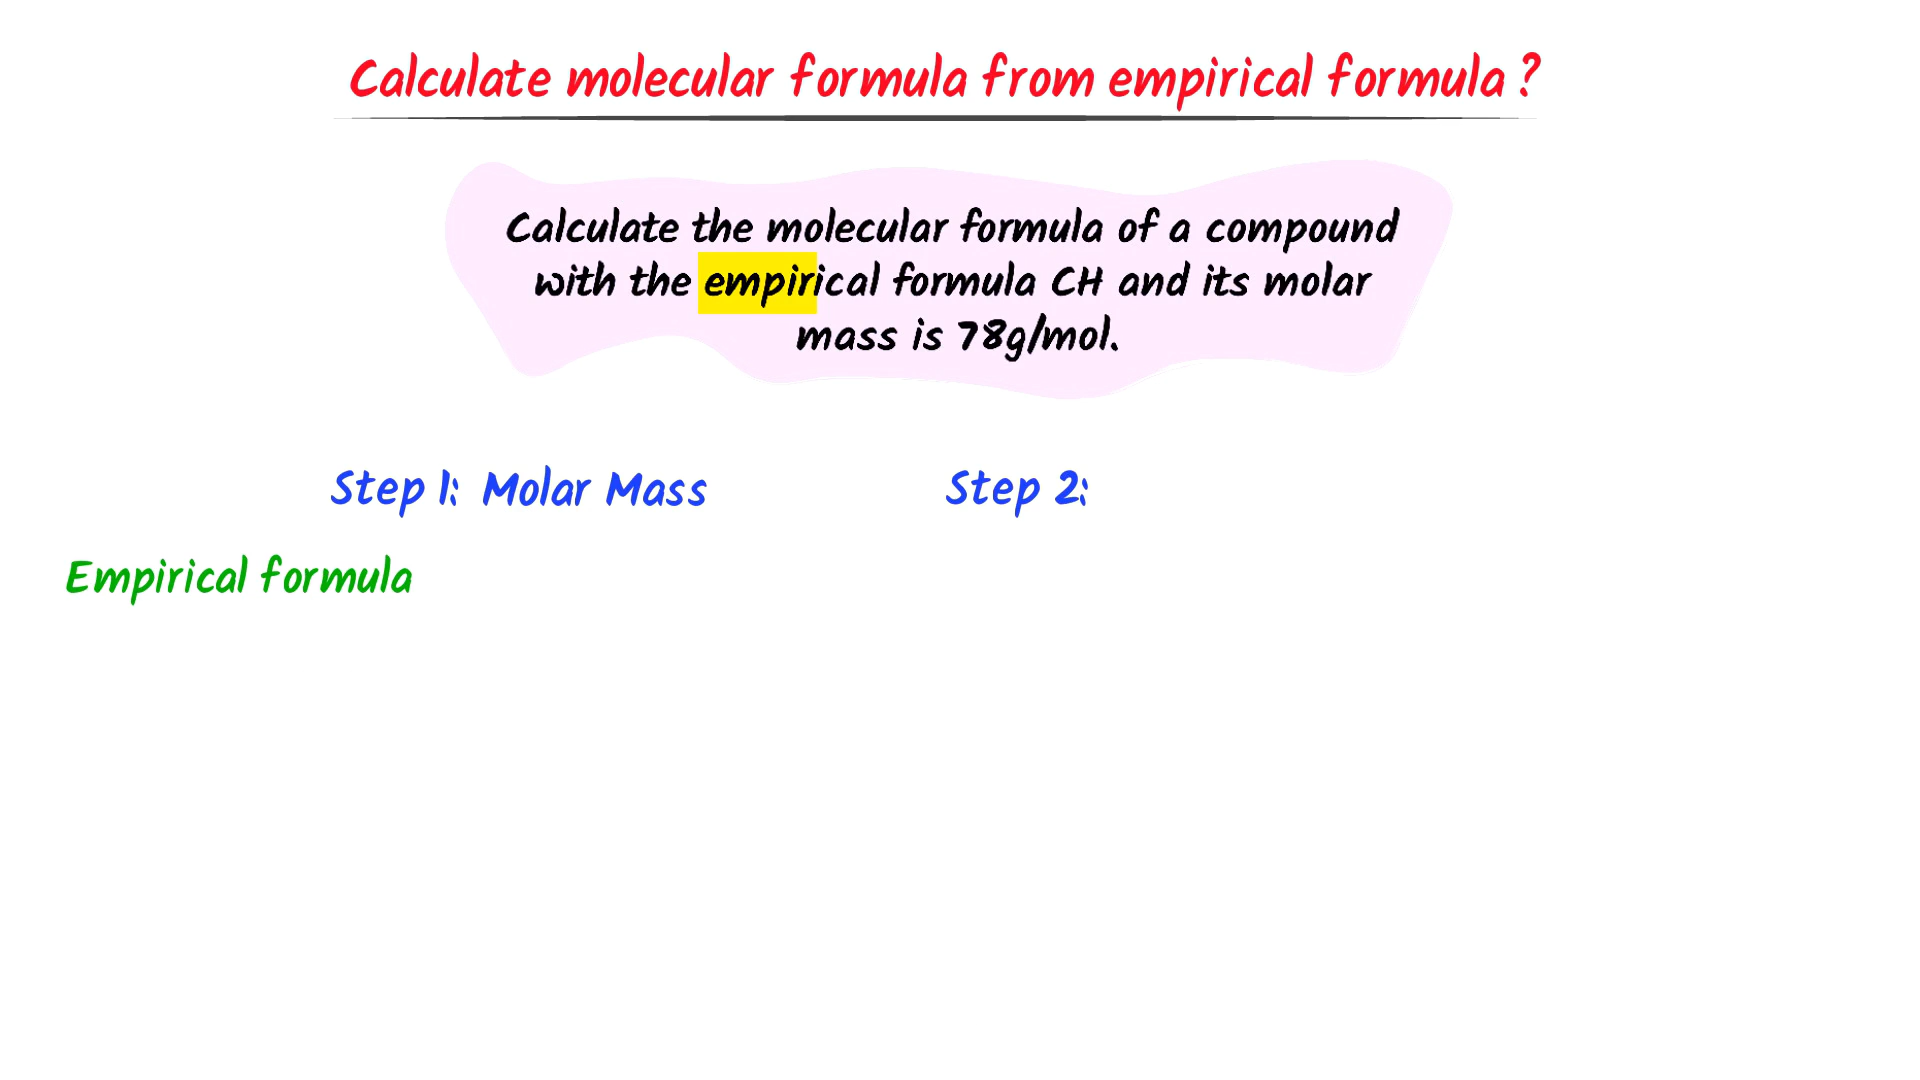 Calculate molecular formula from empirical formula ?
Calculate the molecular formula of a compound
with the empirical formula CH and its molar
mass is 78g/mol.
Step 1: Molar Mass
Step 2:
Empirical formula